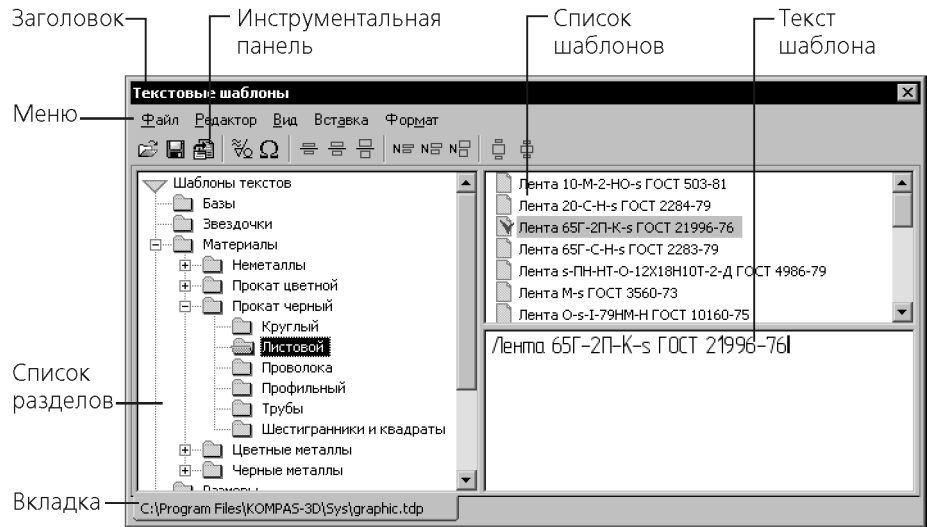 Заголовок
Инструментальная
панель
Список
шаблонов
Текст
шаблона
Текстовые шаблоны
Меню
Файл Редактор Вид Вставка Формат
N N N
Шаблоны текстов
Базы
Звездочки
Материалы
Неметаллы
Прокат цветной
Прокат черный
Круглый
Листовой
Проволока
Профильный
Трубы
Шестигранники и квадраты
Цветные металлы
Черные металлы
Размеры
Лента 10-М-2-НО-s ГОСТ 503-81
Лента 20-С-Н-s ГОСТ 2284-79
Лента 65Г-2П-К-s ГОСТ 21996-76
Лента 65Г-С-Н-s ГОСТ 2283-79
Лента s-ПН-НТ-О-12Х18Н10Т-2-Д ГОСТ 4986-79
Лента М-s ГОСТ 3560-73
Лента О-s-I-79НМ-Н ГОСТ 10160-75
Лента 65Г-2П-К-s ГОСТ 21996-76
Список
разделов
Вкладка
C:\Program Files\KOMPAS-3D\Sys\graphic.tdp